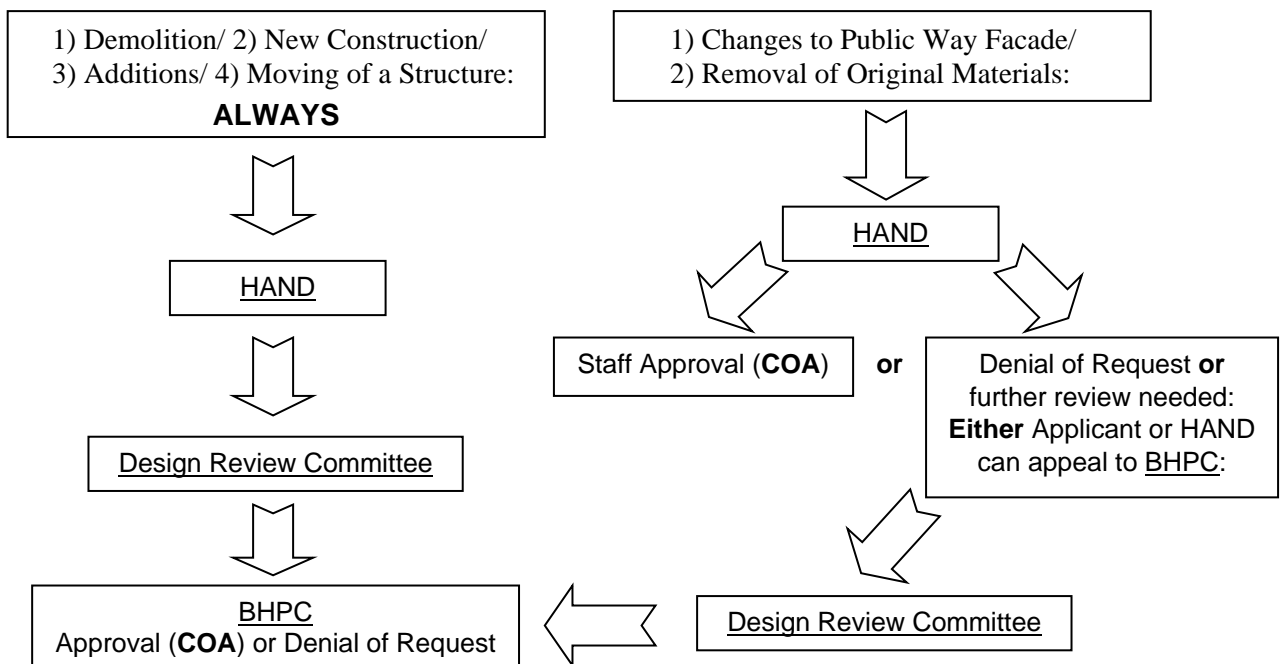 1) Demolition/ 2) New Construction/
3) Additions/ 4) Moving of a Structure:
ALWAYS
HAND
Design Review Committee
BHPC
Approval (COA) or Denial of Request
1) Changes to Public Way Facade/
2) Removal of Original Materials:
HAND
Staff Approval (COA)
or
Denial of Request or
further review needed:
Either Applicant or HAND
can appeal to BHPC:
Design Review Committee